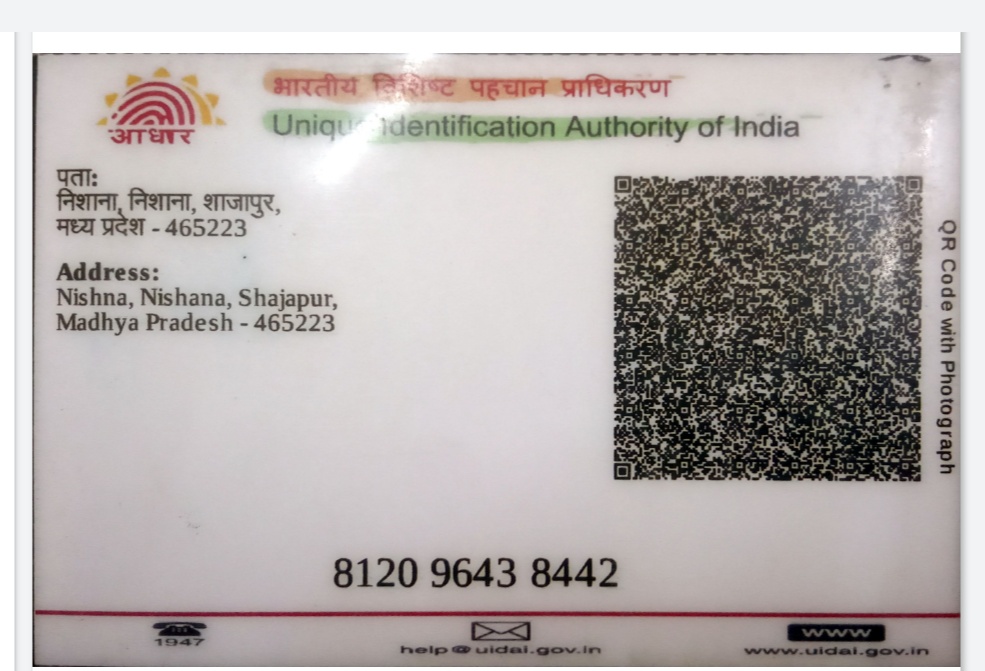 आधार
भारतीय विशिष्ट पहचान प्राधिकरण
Unique Identification Authority of India
पता:
निशाना, निशाना, शाजापुर,
मध्य प्रदेश - 465223
Address:
Nishna, Nishana, Shajapur,
Madhya Pradesh - 465223
QR Code with Photograph
8120 9643 8442
1947
help@uidai.gov.in
www
www.uidai.gov.in